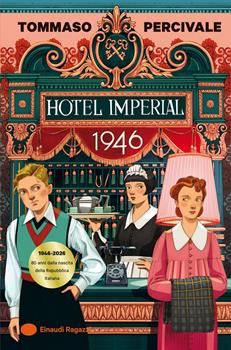 TOMMASO PERCIVALE
HOTEL IMPERIAL
1946
1946-2026
80 anni dalla nascita
della Repubblica
Italiana
Einaudi Ragazzi